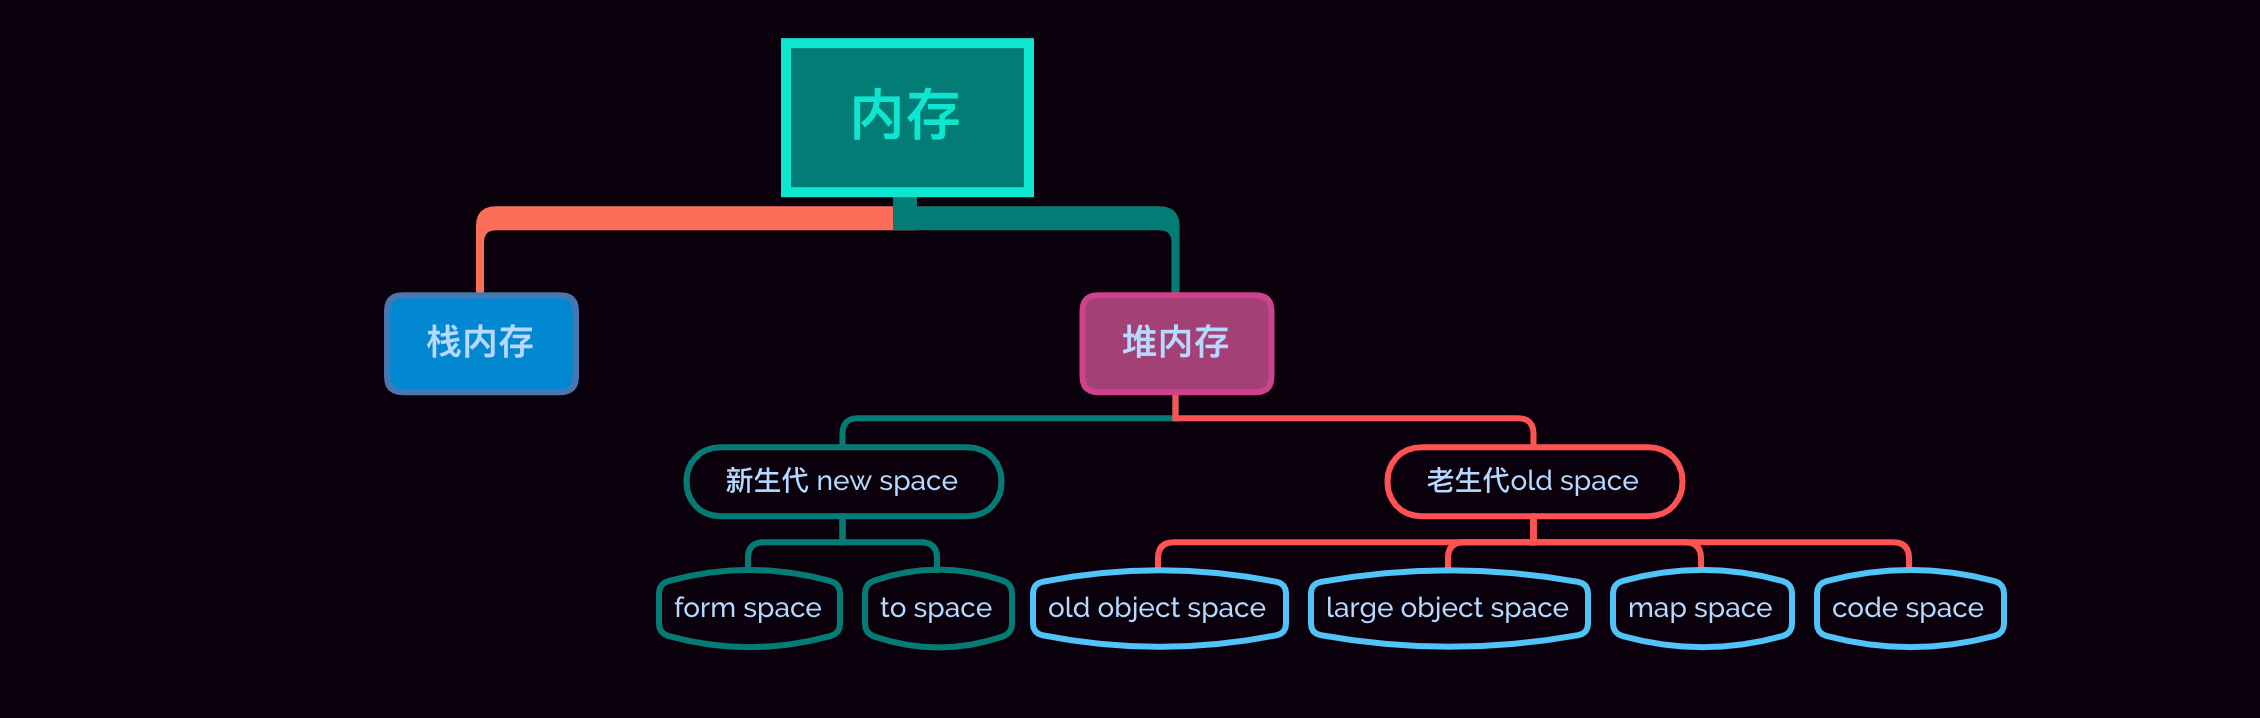 内存
栈内存
堆内存
新生代 new space
老生代old space
form space
to space
old object space
large object space
map space
code space